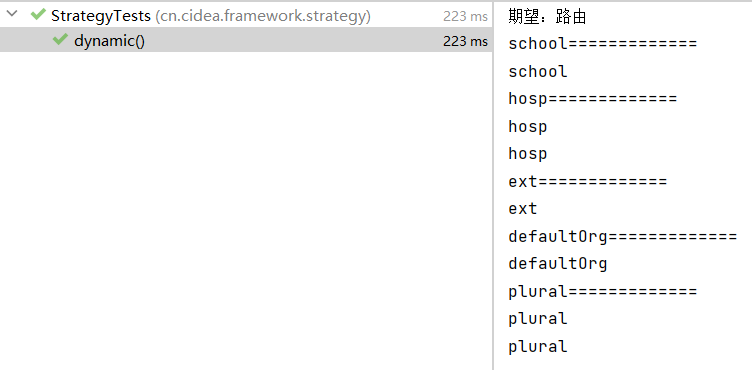 StrategyTests (cn.cidea.framework.strategy) 223 ms
dynamic() 223 ms
期望：路由
school=============
school
hosp=============
hosp
hosp
ext=============
ext
defaultOrg=============
defaultOrg
plural=============
plural
plural